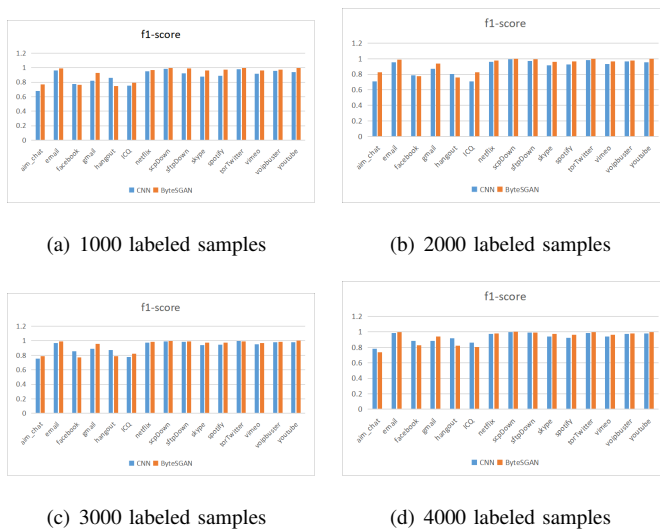 f1-score
1.2
1
0.8
0.6
0.4
0.2
0
aim_chat email facebook gmail hangout ICQ netflix scpDown sftpDown skype spotify torTwitter vimeo voipbuster youtube
CNN ByteSGAN
(a) 1000 labeled samples
f1-score
1.2
1
0.8
0.6
0.4
0.2
0
aim_chat email facebook gmail hangout ICQ netflix scpDown sftpDown skype spotify torTwitter vimeo voipbuster youtube
CNN ByteSGAN
(b) 2000 labeled samples
f1-score
1.2
1
0.8
0.6
0.4
0.2
0
aim_chat email facebook gmail hangout ICQ netflix scpDown sftpDown skype spotify torTwitter vimeo voipbuster youtube
CNN ByteSGAN
(c) 3000 labeled samples
f1-score
1.2
1
0.8
0.6
0.4
0.2
0
aim_chat email facebook gmail hangout ICQ netflix scpDown sftpDown skype spotify torTwitter vimeo voipbuster youtube
CNN ByteSGAN
(d) 4000 labeled samples